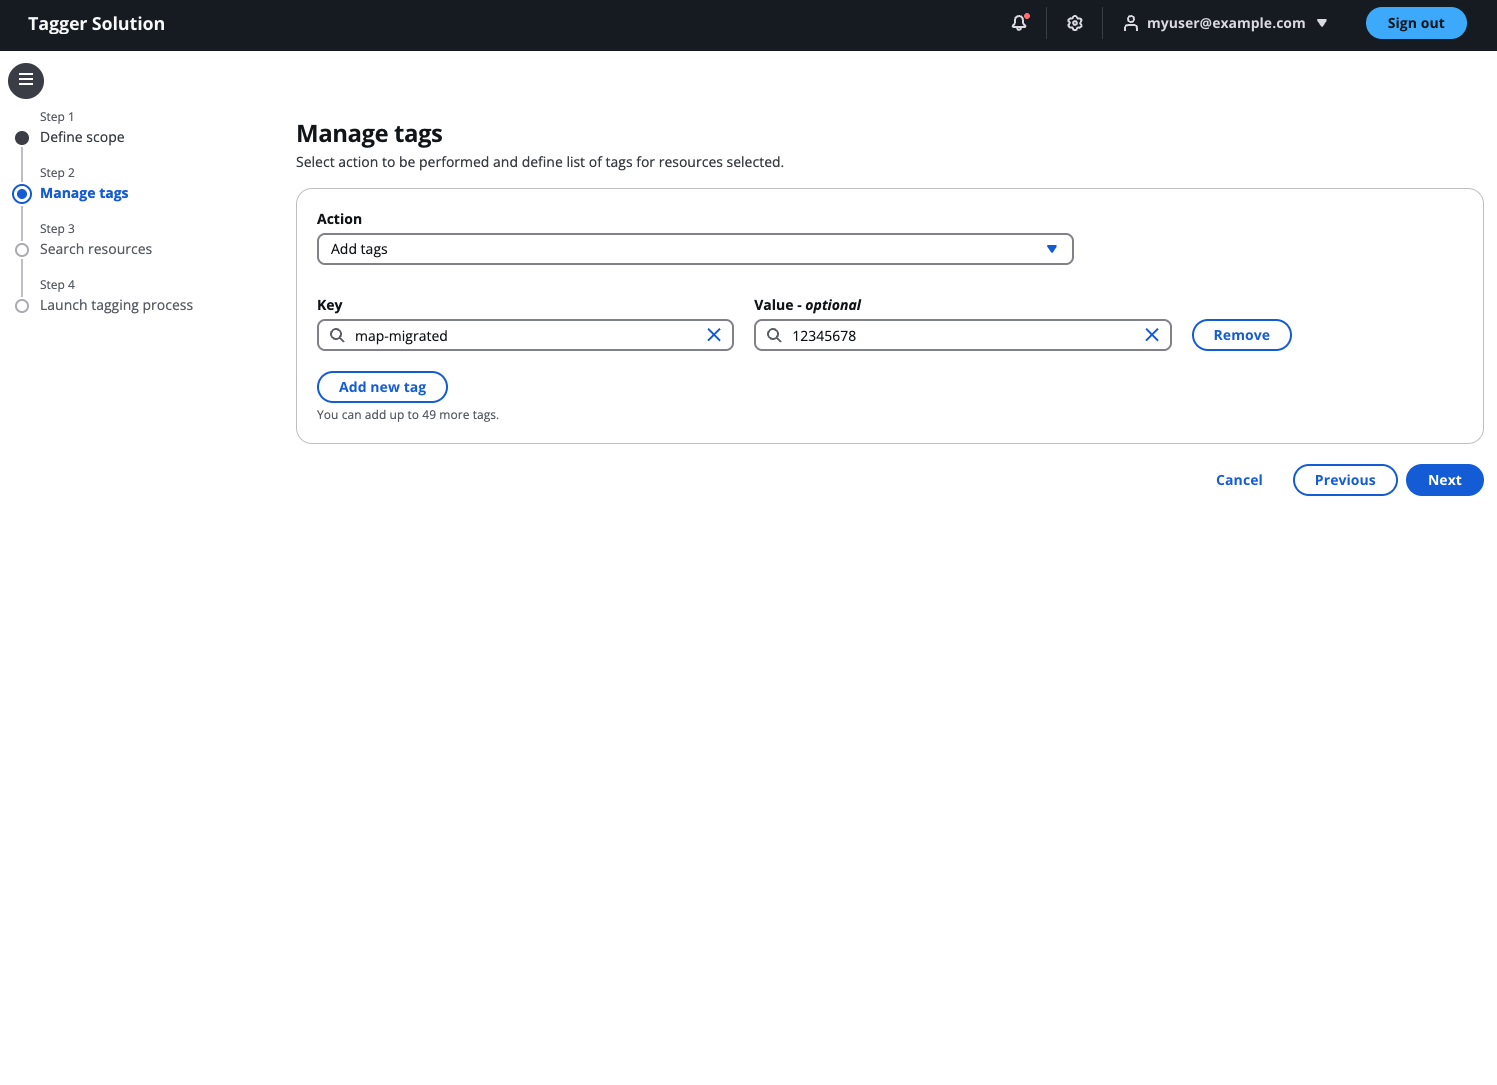 Tagger Solution
myuser@example.com
Sign out
Step 1
Define scope
Step 2
Manage tags
Step 3
Search resources
Step 4
Launch tagging process
Manage tags
Select action to be performed and define list of tags for resources selected.
Action
Add tags
Key
Value - optional
map-migrated
12345678
Remove
Add new tag
You can add up to 49 more tags.
Cancel
Previous
Next